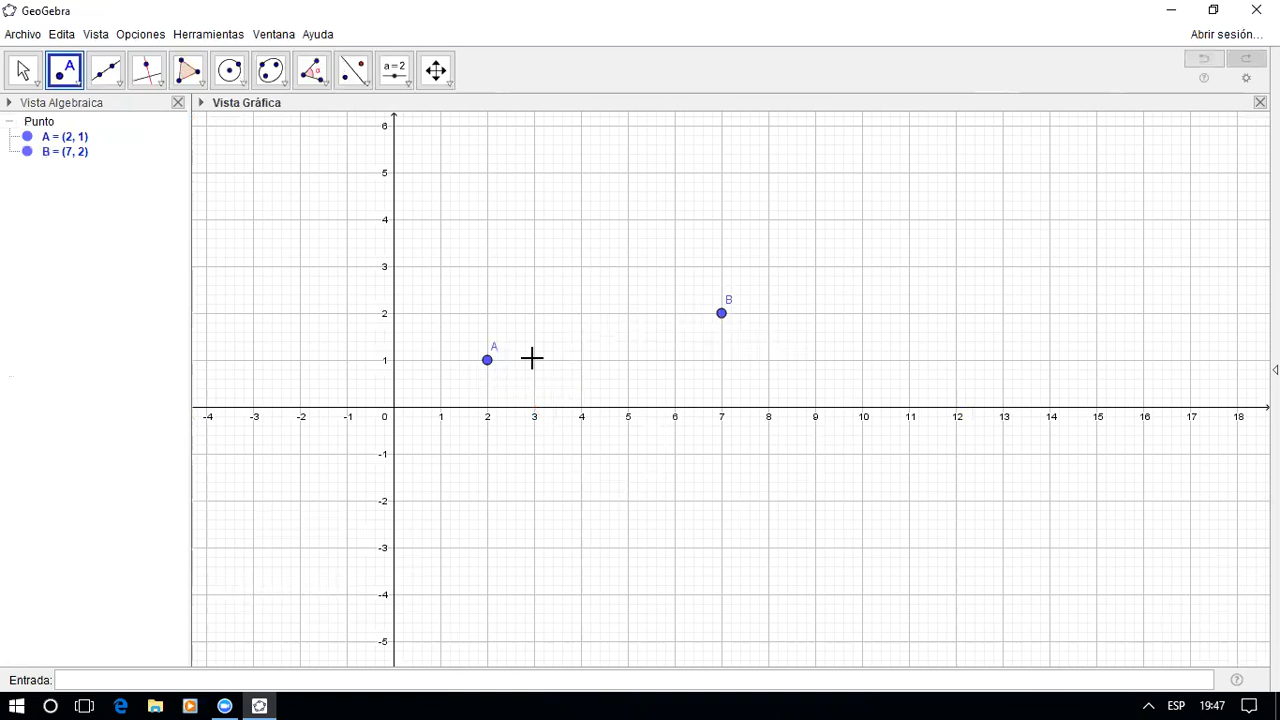 GeoGebra
Archivo Edita Vista Opciones Herramientas Ventana Ayuda Abrir sesión...
A α a = 2
Vista Algebraica Vista Gráfica
Punto
A = (2, 1)
B = (7, 2)
6
5
4
3
2
1
0
-1
-2
-3
-4
-5
B
A
-4 -3 -2 -1 0 1 2 3 4 5 6 7 8 9 10 11 12 13 14 15 16 17 18
Entrada:
ESP 19:47